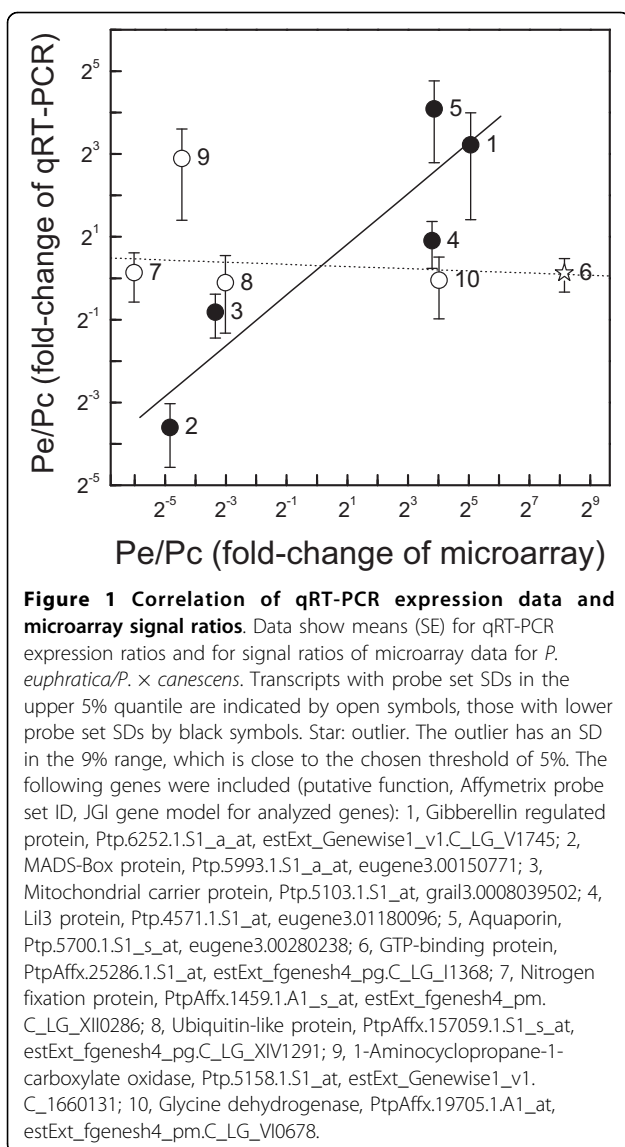 Pe/Pc (fold-change of qRT-PCR)
2^5
2^3
2^1
2^-1
2^-3
2^-5
9
5
1
4
7
8
10
6
3
2
2^-5 2^-3 2^-1 2^1 2^3 2^5 2^7 2^9
Pe/Pc (fold-change of microarray)
Figure 1 Correlation of qRT-PCR expression data and
microarray signal ratios. Data show means (SE) for qRT-PCR
expression ratios and for signal ratios of microarray data for P.
euphratica/P. × canescens. Transcripts with probe set SDs in the
upper 5% quantile are indicated by open symbols, those with lower
probe set SDs by black symbols. Star: outlier. The outlier has an SD
in the 9% range, which is close to the chosen threshold of 5%. The
following genes were included (putative function, Affymetrix probe
set ID, JGI gene model for analyzed genes): 1, Gibberellin regulated
protein, Ptp.6252.1.S1_a_at, estExt_Genewise1_v1.C_LG_V1745; 2,
MADS-Box protein, Ptp.5993.1.S1_a_at, eugene3.00150771; 3,
Mitochondrial carrier protein, Ptp.5103.1.S1_at, grail3.0008039502; 4,
Lil3 protein, Ptp.4571.1.S1_at, eugene3.01180096; 5, Aquaporin,
Ptp.5700.1.S1_s_at, eugene3.00280238; 6, GTP-binding protein,
PtpAffx.25286.1.S1_at, estExt_fgenesh4_pg.C_LG_I1368; 7, Nitrogen
fixation protein, PtpAffx.1459.1.A1_s_at, estExt_fgenesh4_pm.
C_LG_XII0286; 8, Ubiquitin-like protein, PtpAffx.157059.1.S1_s_at,
estExt_fgenesh4_pg.C_LG_XIV1291; 9, 1-Aminocyclopropane-1-
carboxylate oxidase, Ptp.5158.1.S1_at, estExt_Genewise1_v1.
C_1660131; 10, Glycine dehydrogenase, PtpAffx.19705.1.A1_at,
estExt_fgenesh4_pm.C_LG_VI0678.